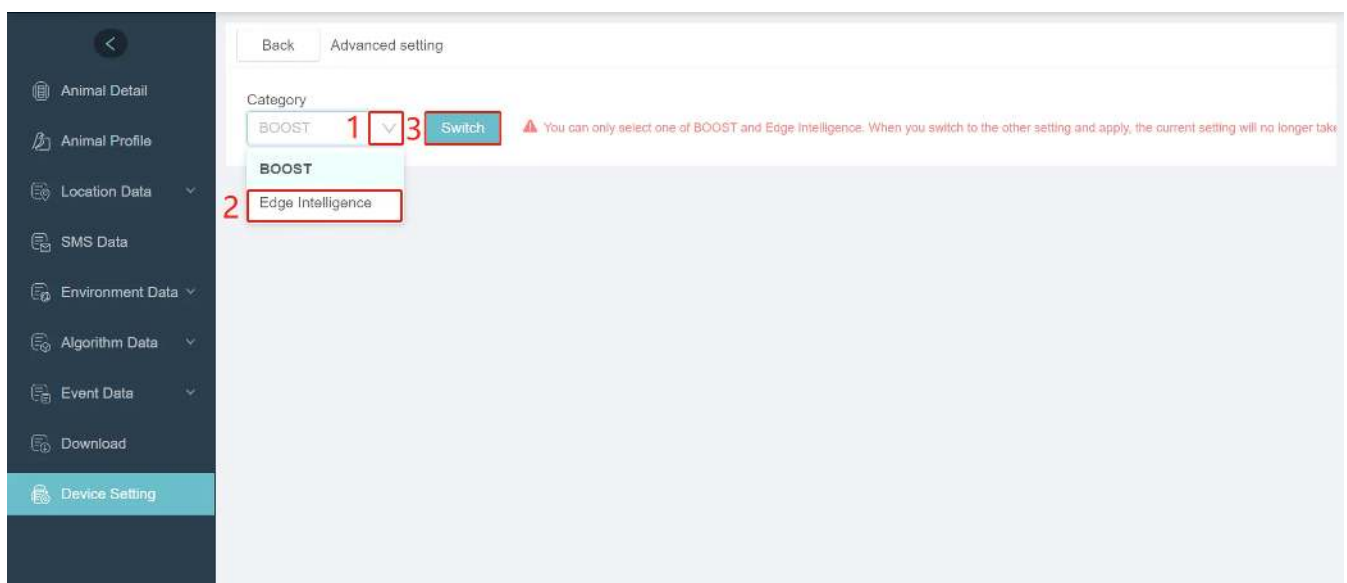 Back Advanced setting
Animal Detail
Category
BOOST 1 3 Switch You can only select one of BOOST and Edge Intelligence. When you switch to the other setting and apply, the current setting will no longer take
Animal Profile
BOOST
Location Data
2 Edge Intelligence
SMS Data
Environment Data
Algorithm Data
Event Data
Download
Device Setting